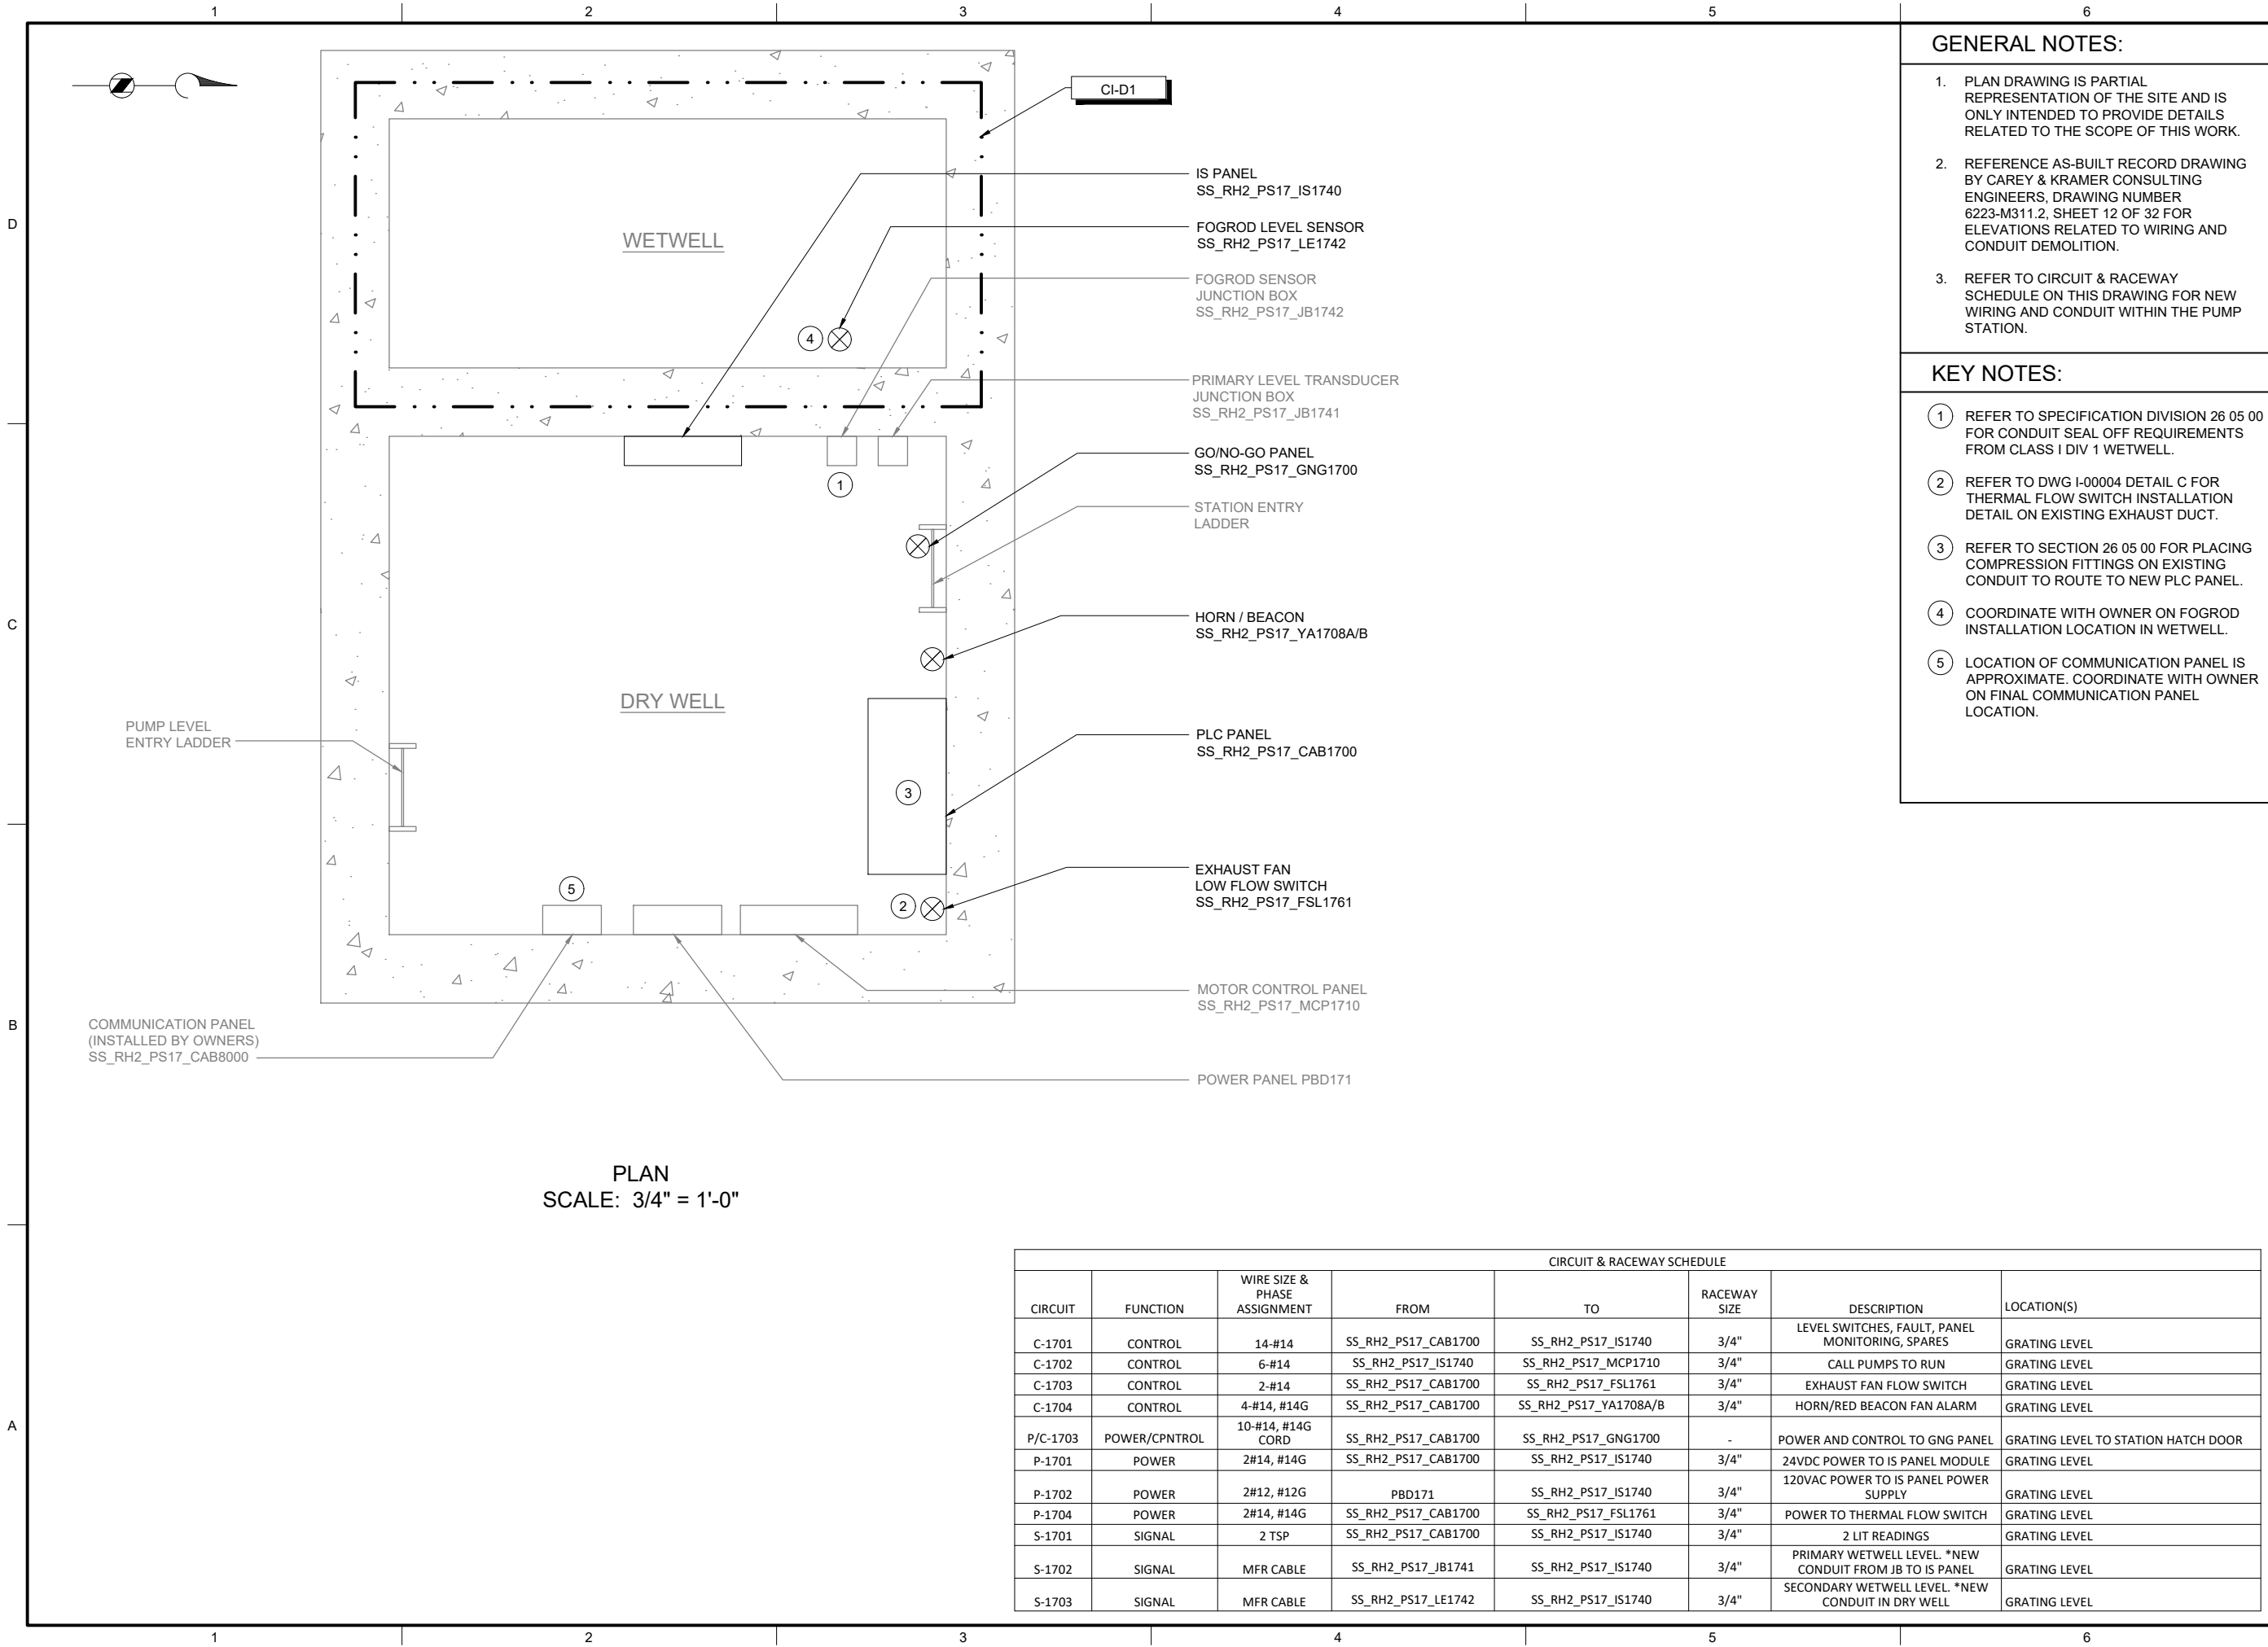 1 2 3 4 5 6
D
C
B
A
CI-D1
WETWELL
DRY WELL
IS PANEL
SS_RH2_PS17_IS1740
FOGROD LEVEL SENSOR
SS_RH2_PS17_LE1742
FOGROD SENSOR
JUNCTION BOX
SS_RH2_PS17_JB1742
4
PRIMARY LEVEL TRANSDUCER
JUNCTION BOX
SS_RH2_PS17_JB1741
GO/NO-GO PANEL
SS_RH2_PS17_GNG1700
1
STATION ENTRY
LADDER
HORN / BEACON
SS_RH2_PS17_YA1708A/B
PUMP LEVEL
ENTRY LADDER
PLC PANEL
SS_RH2_PS17_CAB1700
3
EXHAUST FAN
LOW FLOW SWITCH
SS_RH2_PS17_FSL1761
5
2
MOTOR CONTROL PANEL
SS_RH2_PS17_MCP1710
COMMUNICATION PANEL
(INSTALLED BY OWNERS)
SS_RH2_PS17_CAB8000
POWER PANEL PBD171
PLAN
SCALE: 3/4" = 1'-0"
GENERAL NOTES:
1. PLAN DRAWING IS PARTIAL
REPRESENTATION OF THE SITE AND IS
ONLY INTENDED TO PROVIDE DETAILS
RELATED TO THE SCOPE OF THIS WORK.
2. REFERENCE AS-BUILT RECORD DRAWING
BY CAREY & KRAMER CONSULTING
ENGINEERS, DRAWING NUMBER
6223-M311.2, SHEET 12 OF 32 FOR
ELEVATIONS RELATED TO WIRING AND
CONDUIT DEMOLITION.
3. REFER TO CIRCUIT & RACEWAY
SCHEDULE ON THIS DRAWING FOR NEW
WIRING AND CONDUIT WITHIN THE PUMP
STATION.
KEY NOTES:
1 REFER TO SPECIFICATION DIVISION 26 05 00
FOR CONDUIT SEAL OFF REQUIREMENTS
FROM CLASS I DIV 1 WETWELL.
2 REFER TO DWG I-00004 DETAIL C FOR
THERMAL FLOW SWITCH INSTALLATION
DETAIL ON EXISTING EXHAUST DUCT.
3 REFER TO SECTION 26 05 00 FOR PLACING
COMPRESSION FITTINGS ON EXISTING
CONDUIT TO ROUTE TO NEW PLC PANEL.
4 COORDINATE WITH OWNER ON FOGROD
INSTALLATION LOCATION IN WETWELL.
5 LOCATION OF COMMUNICATION PANEL IS
APPROXIMATE. COORDINATE WITH OWNER
ON FINAL COMMUNICATION PANEL
LOCATION.
CIRCUIT & RACEWAY SCHEDULE
CIRCUIT FUNCTION WIRE SIZE & PHASE ASSIGNMENT FROM TO RACEWAY SIZE DESCRIPTION LOCATION(S)
C-1701 CONTROL 14-#14 SS_RH2_PS17_CAB1700 SS_RH2_PS17_IS1740 3/4" LEVEL SWITCHES, FAULT, PANEL MONITORING, SPARES GRATING LEVEL
C-1702 CONTROL 6-#14 SS_RH2_PS17_IS1740 SS_RH2_PS17_MCP1710 3/4" CALL PUMPS TO RUN GRATING LEVEL
C-1703 CONTROL 2-#14 SS_RH2_PS17_CAB1700 SS_RH2_PS17_FSL1761 3/4" EXHAUST FAN FLOW SWITCH GRATING LEVEL
C-1704 CONTROL 4-#14, #14G SS_RH2_PS17_CAB1700 SS_RH2_PS17_YA1708A/B 3/4" HORN/RED BEACON FAN ALARM GRATING LEVEL
P/C-1703 POWER/CPNTROL 10-#14, #14G CORD SS_RH2_PS17_CAB1700 SS_RH2_PS17_GNG1700 - POWER AND CONTROL TO GNG PANEL GRATING LEVEL TO STATION HATCH DOOR
P-1701 POWER 2#14, #14G SS_RH2_PS17_CAB1700 SS_RH2_PS17_IS1740 3/4" 24VDC POWER TO IS PANEL MODULE GRATING LEVEL
P-1702 POWER 2#12, #12G PBD171 SS_RH2_PS17_IS1740 3/4" 120VAC POWER TO IS PANEL POWER SUPPLY GRATING LEVEL
P-1704 POWER 2#14, #14G SS_RH2_PS17_CAB1700 SS_RH2_PS17_FSL1761 3/4" POWER TO THERMAL FLOW SWITCH GRATING LEVEL
S-1701 SIGNAL 2 TSP SS_RH2_PS17_CAB1700 SS_RH2_PS17_IS1740 3/4" 2 LIT READINGS GRATING LEVEL
S-1702 SIGNAL MFR CABLE SS_RH2_PS17_JB1741 SS_RH2_PS17_IS1740 3/4" PRIMARY WETWELL LEVEL. *NEW CONDUIT FROM JB TO IS PANEL GRATING LEVEL
S-1703 SIGNAL MFR CABLE SS_RH2_PS17_LE1742 SS_RH2_PS17_IS1740 3/4" SECONDARY WETWELL LEVEL. *NEW CONDUIT IN DRY WELL GRATING LEVEL
1 2 3 4 5 6